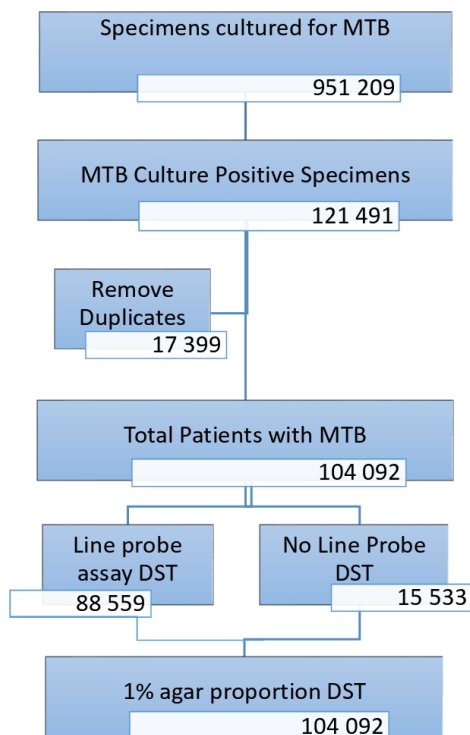 Specimens cultured for MTB
951 209
MTB Culture Positive Specimens
121 491
Remove
Duplicates
17 399
Total Patients with MTB
104 092
Line probe
assay DST
88 559
No Line Probe
DST
15 533
1% agar proportion DST
104 092